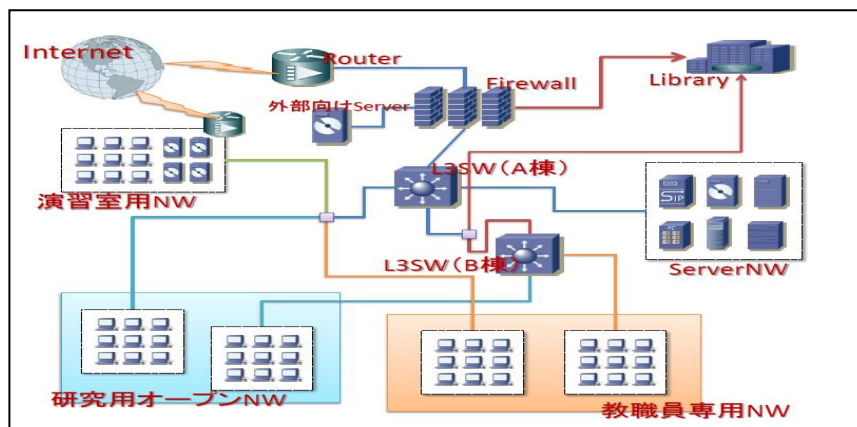 Internet
Router
Firewall
Library
外部向けServer
L3SW(A棟)
演習室用NW
SIP
L3SW(B棟)
ServerNW
研究用オープンNW
教職員専用NW